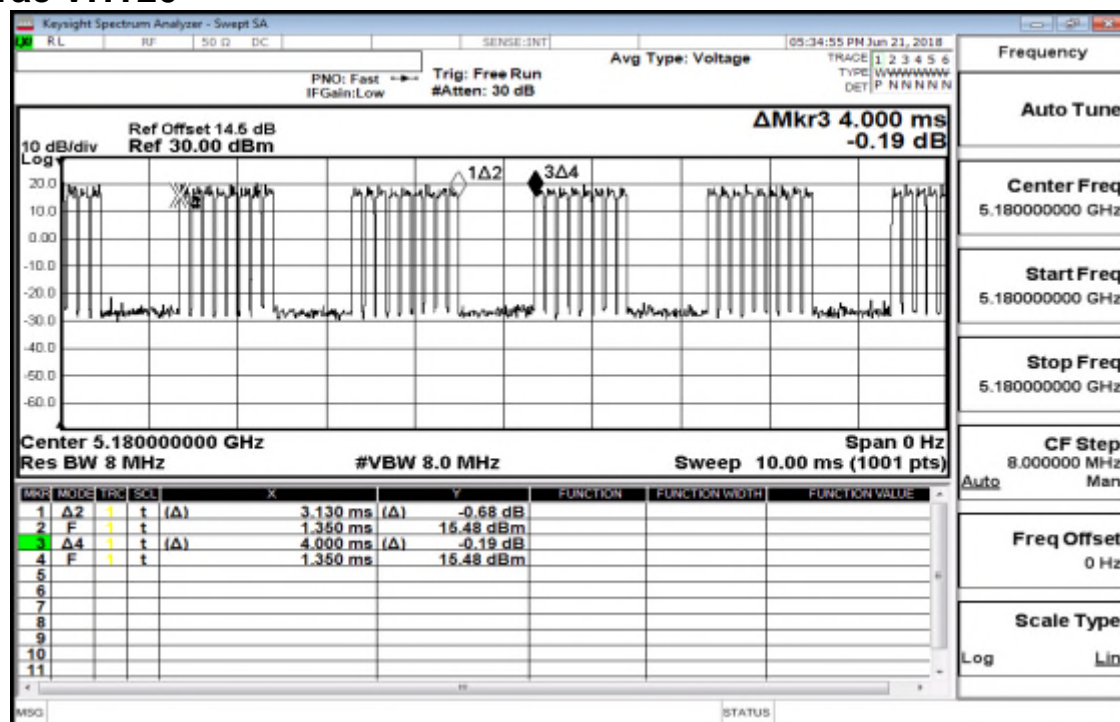 Keysight Spectrum Analyzer - Swept SA
RL RF 50 Ω DC SENSE:INT 05:34:55 PM Jun 21, 2018
Avg Type: Voltage
TRACE 1 2 3 4 5 6
TYPE WWWWWW
DET P N N N N N
PNO: Fast
IFGain:Low
Trig: Free Run
#Atten: 30 dB
ΔMkr3 4.000 ms
-0.19 dB
Ref Offset 14.5 dB
10 dB/div Ref 30.00 dBm
Log
1Δ2
3Δ4
20.0
10.0
0.00
-10.0
-20.0
-30.0
-40.0
-50.0
-60.0
Center 5.180000000 GHz Span 0 Hz
Res BW 8 MHz #VBW 8.0 MHz Sweep 10.00 ms (1001 pts)
MKR MODE TRC SCL X Y FUNCTION FUNCTION WIDTH FUNCTION VALUE
1 Δ2 1 t (Δ) 3.130 ms (Δ) -0.68 dB
2 F 1 t 1.350 ms 15.48 dBm
3 Δ4 1 t (Δ) 4.000 ms (Δ) -0.19 dB
4 F 1 t 1.350 ms 15.48 dBm
5
6
7
8
9
10
11
MSG STATUS
Frequency
Auto Tune
Center Freq
5.180000000 GHz
Start Freq
5.180000000 GHz
Stop Freq
5.180000000 GHz
CF Step
8.000000 MHz
Auto Man
Freq Offset
0 Hz
Scale Type
Log Lin